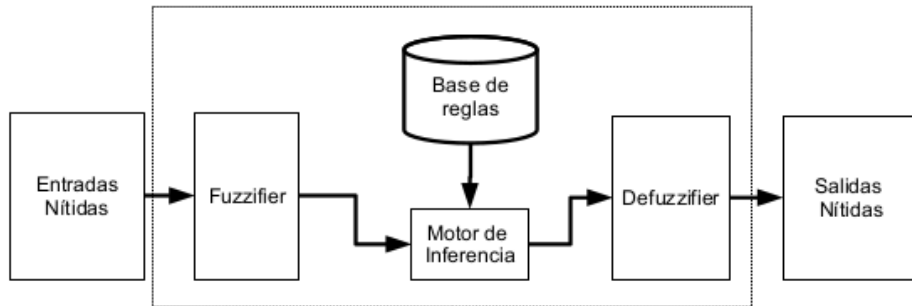 Entradas
Nítidas
Fuzzifier
Base de
reglas
Motor de
Inferencia
Defuzzifier
Salidas
Nítidas